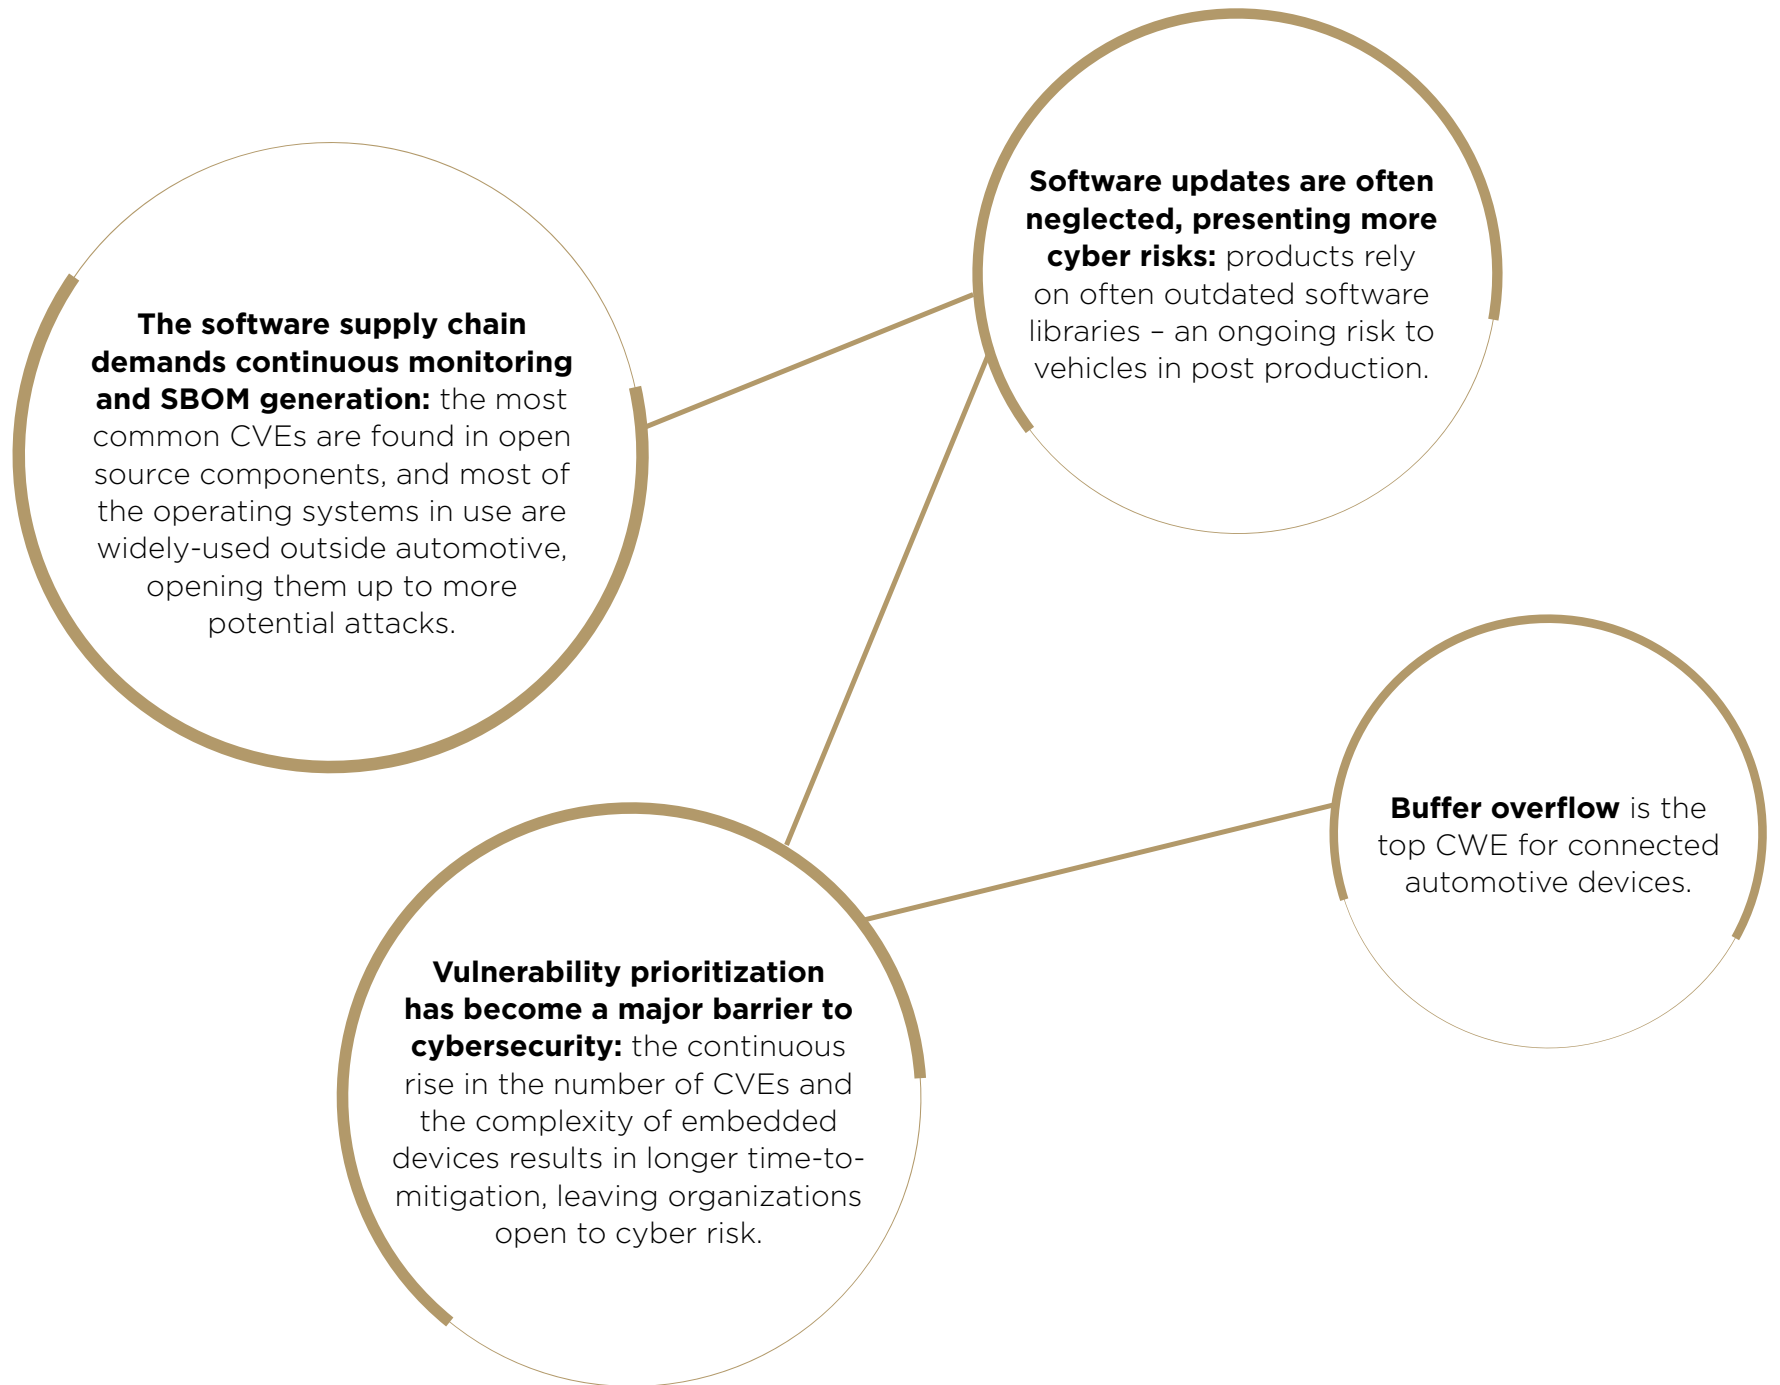 The software supply chain
demands continuous monitoring
and SBOM generation: the most
common CVEs are found in open
source components, and most of
the operating systems in use are
widely-used outside automotive,
opening them up to more
potential attacks.
Software updates are often
neglected, presenting more
cyber risks: products rely
on often outdated software
libraries – an ongoing risk to
vehicles in post production.
Vulnerability prioritization
has become a major barrier to
cybersecurity: the continuous
rise in the number of CVEs and
the complexity of embedded
devices results in longer time-to-
mitigation, leaving organizations
open to cyber risk.
Buffer overflow is the
top CWE for connected
automotive devices.